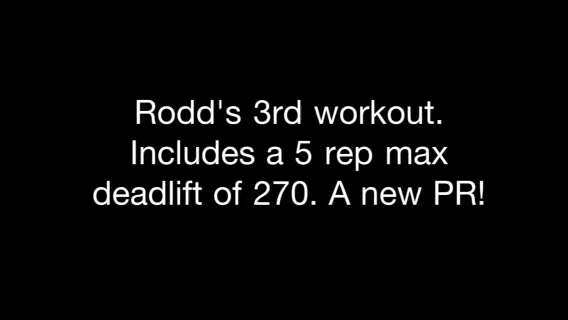 Rodd's 3rd workout.
Includes a 5 rep max
deadlift of 270. A new PR!